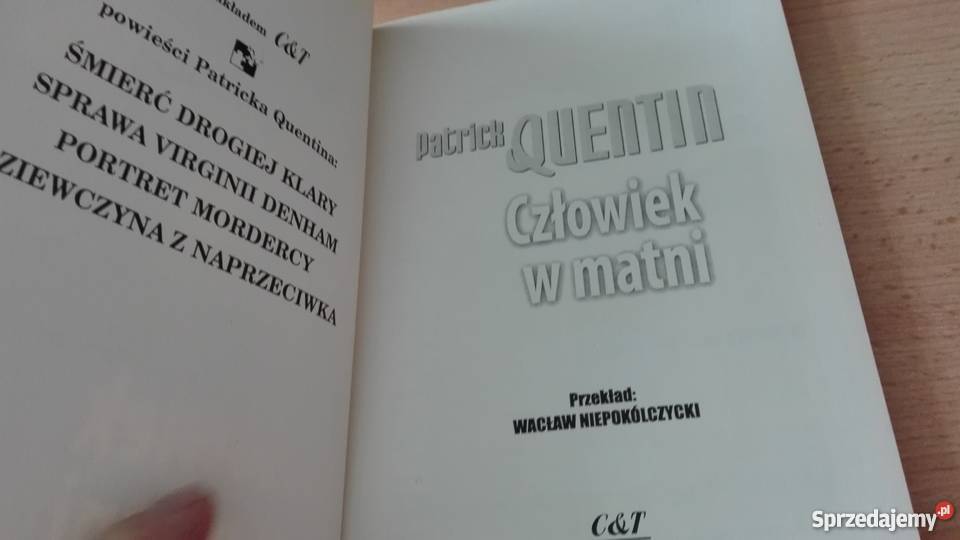 kładem C&T
powieści Patricka Quentina:
ŚMIERĆ DROGIEJ KLARY
SPRAWA VIRGINII DENHAM
PORTRET MORDERCY
ZIEWCZYNA Z NAPRZECIWKA
Patrick QUENTIN
Człowiek
w matni
Przekład:
WACŁAW NIEPOKÓLCZYCKI
C&T
Sprzedajemy.pl